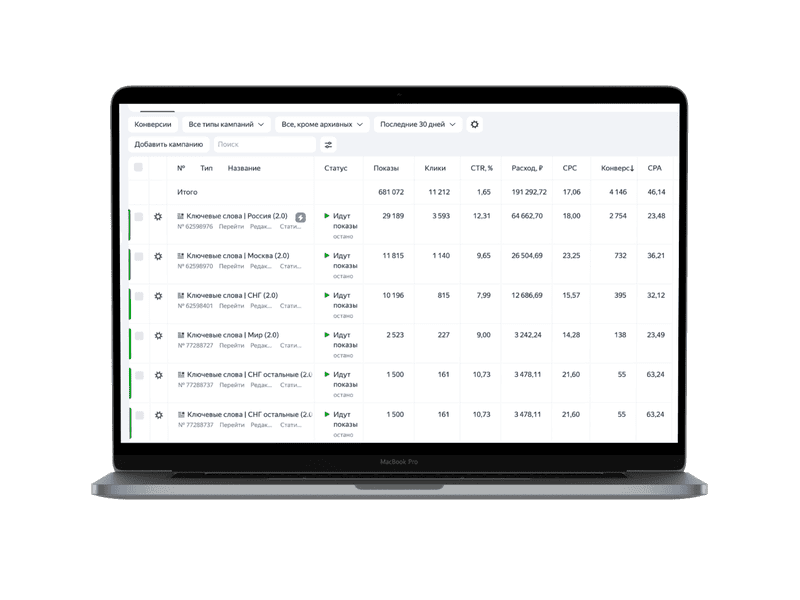 Конверсии Все типы кампаний Все, кроме архивных Последние 30 дней
Добавить кампанию Поиск
№ Тип Название Статус Показы Клики CTR, % Расход, ₽ CPC Конверс↓ CPA
Итого 681 072 11 212 1,65 191 292,72 17,06 4 146 46,14
Ключевые слова | Россия (2.0) Идут показы 29 189 3 593 12,31 64 662,70 18,00 2 754 23,48
№ 62598976 Перейти Редак... Стати... остано
Ключевые слова | Москва (2.0) Идут показы 11 815 1 140 9,65 26 504,69 23,25 732 36,21
№ 62598970 Перейти Редак... Стати... остано
Ключевые слова | СНГ (2.0) Идут показы 10 196 815 7,99 12 686,69 15,57 395 32,12
№ 62598401 Перейти Редак... Стати... остано
Ключевые слова | Мир (2.0) Идут показы 2 523 227 9,00 3 242,24 14,28 138 23,49
№ 77288727 Перейти Редак... Стати... остано
Ключевые слова | СНГ остальные (2.0 Идут показы 1 500 161 10,73 3 478,11 21,60 55 63,24
№ 77288737 Перейти Редак... Стати... остано
Ключевые слова | СНГ остальные (2.0 Идут показы 1 500 161 10,73 3 478,11 21,60 55 63,24
№ 77288737 Перейти Редак... Стати... остано
MacBook Pro